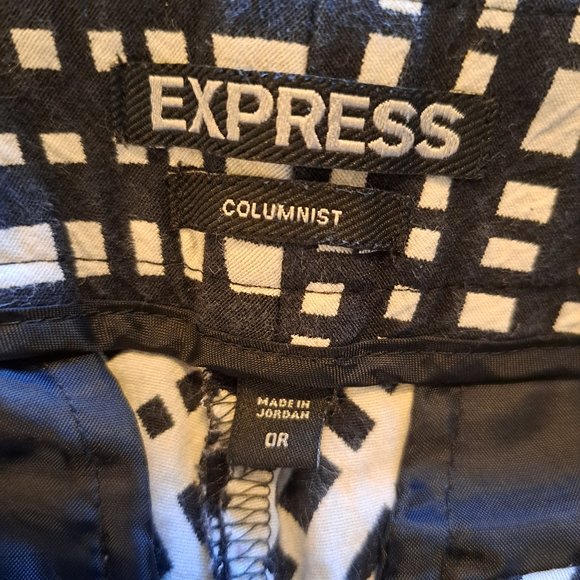 EXPRESS
COLUMNIST
MADE IN
JORDAN
0R